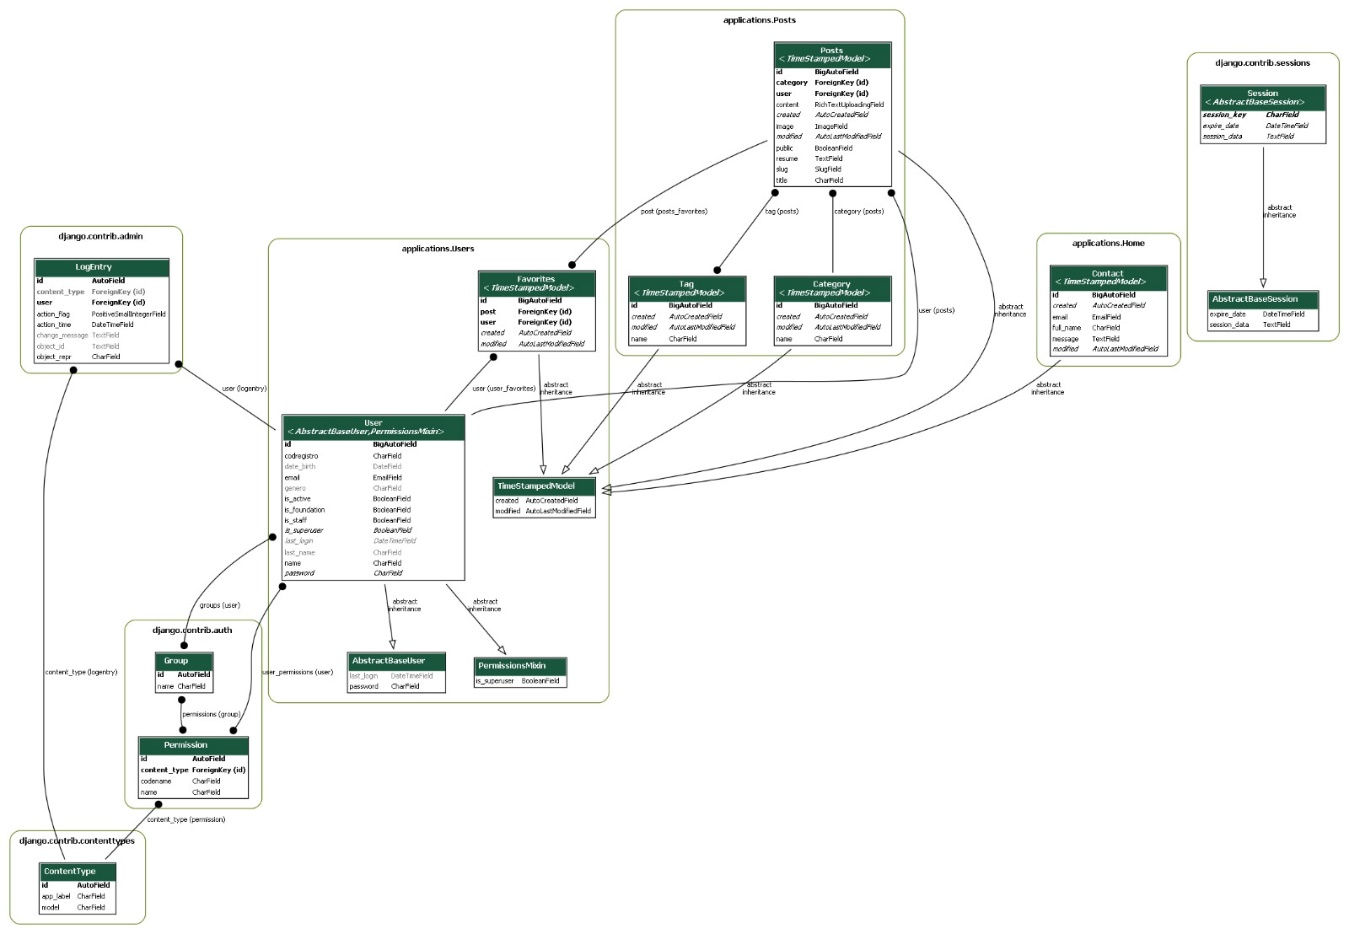 applications.Posts
Posts
<TimeStampedModel>
id BigAutoField
category ForeignKey (id)
user ForeignKey (id)
content RichTextUploadingField
created AutoCreatedField
image ImageField
modified AutoLastModifiedField
public BooleanField
resume TextField
slug SlugField
title CharField
django.contrib.sessions
Session
<AbstractBaseSession>
session_key CharField
expire_date DateTimeField
session_data TextField
abstract
inheritance
AbstractBaseSession
expire_date DateTimeField
session_data TextField
post (posts_favorites)
tag (posts)
category (posts)
django.contrib.admin
LogEntry
id AutoField
content_type ForeignKey (id)
user ForeignKey (id)
action_flag PositiveSmallIntegerField
action_time DateTimeField
change_message TextField
object_id TextField
object_repr CharField
applications.Users
Favorites
<TimeStampedModel>
id BigAutoField
post ForeignKey (id)
user ForeignKey (id)
created AutoCreatedField
modified AutoLastModifiedField
Tag
<TimeStampedModel>
id BigAutoField
created AutoCreatedField
modified AutoLastModifiedField
name CharField
Category
<TimeStampedModel>
id BigAutoField
created AutoCreatedField
modified AutoLastModifiedField
name CharField
user (posts)
abstract
inheritance
applications.Home
Contact
<TimeStampedModel>
id BigAutoField
created AutoCreatedField
email EmailField
full_name CharField
message TextField
modified AutoLastModifiedField
user (logentry)
user (user_favorites)
abstract
inheritance
abstract
inheritance
abstract
inheritance
abstract
inheritance
User
<AbstractBaseUser,PermissionsMixin>
id BigAutoField
codregistro CharField
date_birth DateField
email EmailField
genero CharField
is_active BooleanField
is_foundation BooleanField
is_staff BooleanField
is_superuser BooleanField
last_login DateTimeField
last_name CharField
name CharField
password CharField
TimeStampedModel
created AutoCreatedField
modified AutoLastModifiedField
groups (user)
abstract
inheritance
abstract
inheritance
django.contrib.auth
Group
id AutoField
name CharField
AbstractBaseUser
last_login DateTimeField
password CharField
PermissionsMixin
is_superuser BooleanField
content_type (logentry)
user_permissions (user)
permissions (group)
Permission
id AutoField
content_type ForeignKey (id)
codename CharField
name CharField
content_type (permission)
django.contrib.contenttypes
ContentType
id AutoField
app_label CharField
model CharField